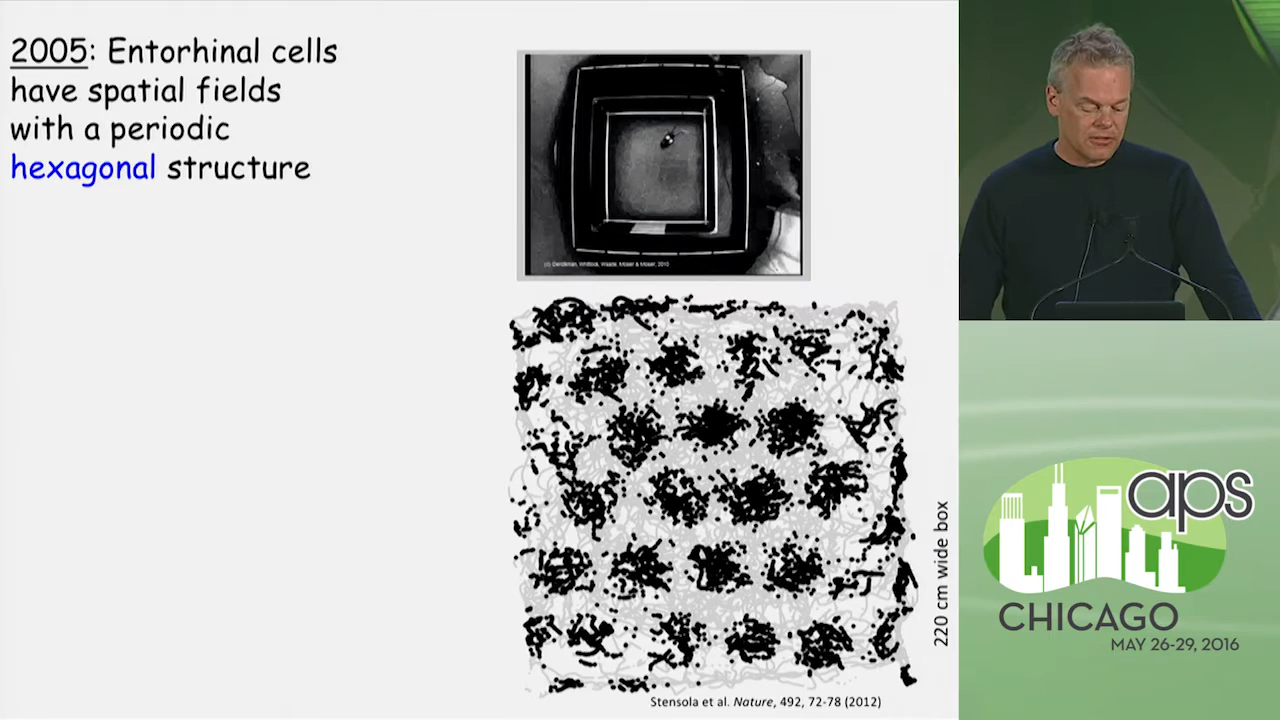 2005: Entorhinal cells
have spatial fields
with a periodic
hexagonal structure
220 cm wide box
Stensola et al. Nature, 492, 72-78 (2012)
aps
CHICAGO
MAY 26-29, 2016